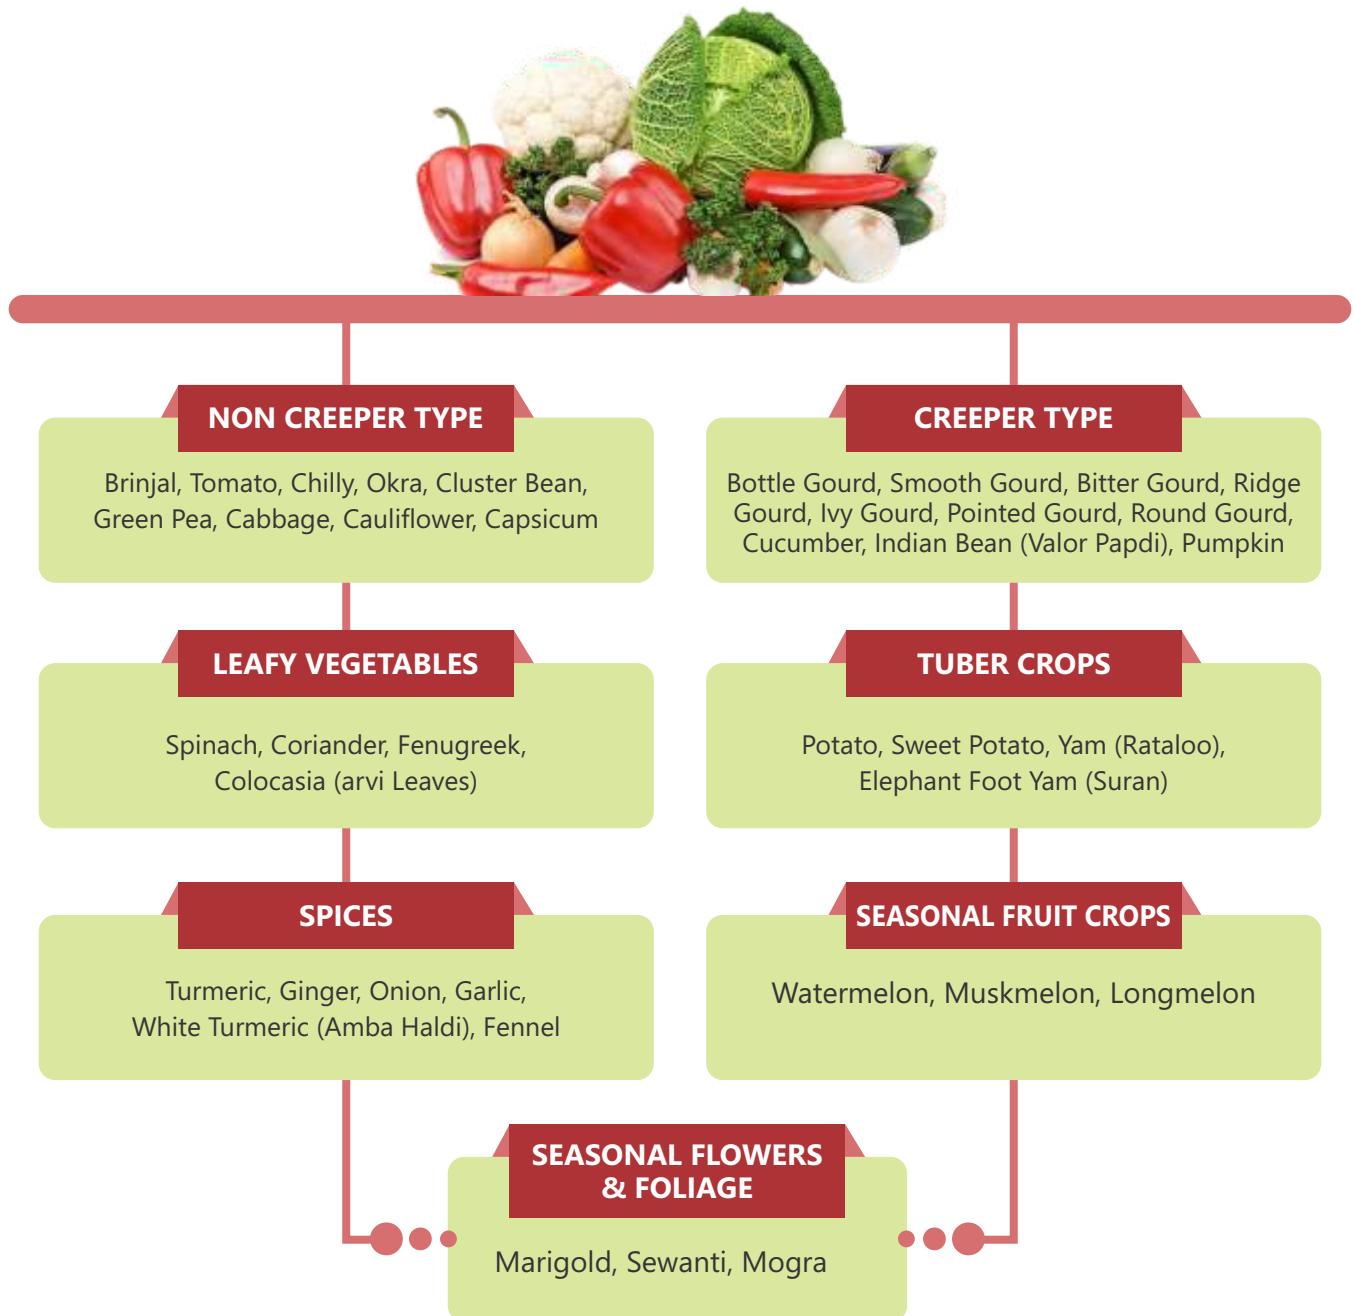 NON CREEPER TYPE
Brinjal, Tomato, Chilly, Okra, Cluster Bean,
Green Pea, Cabbage, Cauliflower, Capsicum
CREEPER TYPE
Bottle Gourd, Smooth Gourd, Bitter Gourd, Ridge
Gourd, Ivy Gourd, Pointed Gourd, Round Gourd,
Cucumber, Indian Bean (Valor Papdi), Pumpkin
LEAFY VEGETABLES
Spinach, Coriander, Fenugreek,
Colocasia (arvi Leaves)
TUBER CROPS
Potato, Sweet Potato, Yam (Rataloo),
Elephant Foot Yam (Suran)
SPICES
Turmeric, Ginger, Onion, Garlic,
White Turmeric (Amba Haldi), Fennel
SEASONAL FRUIT CROPS
Watermelon, Muskmelon, Longmelon
SEASONAL FLOWERS
& FOLIAGE
Marigold, Sewanti, Mogra